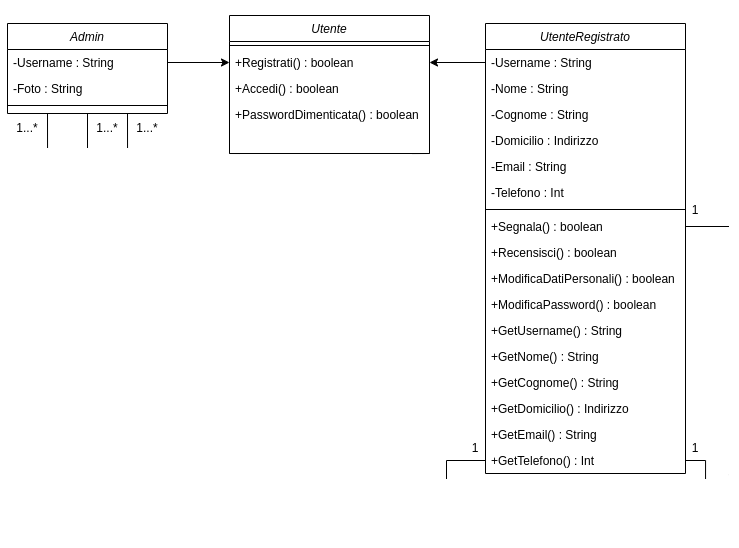 Admin
-Username : String
-Foto : String
1...*
1...*
1...*
Utente
+Registrati() : boolean
+Accedi() : boolean
+PasswordDimenticata() : boolean
UtenteRegistrato
-Username : String
-Nome : String
-Cognome : String
-Domicilio : Indirizzo
-Email : String
-Telefono : Int
+Segnala() : boolean
+Recensisci() : boolean
+ModificaDatiPersonali() : boolean
+ModificaPassword() : boolean
+GetUsername() : String
+GetNome() : String
+GetCognome() : String
+GetDomicilio() : Indirizzo
+GetEmail() : String
+GetTelefono() : Int
1
1
1